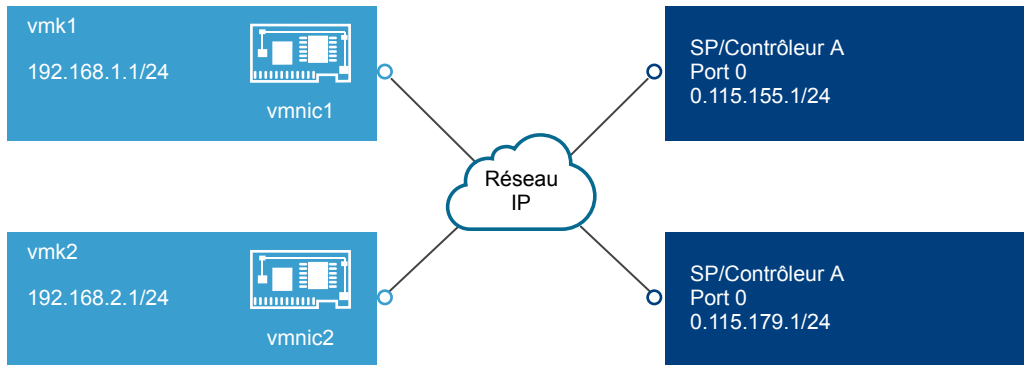 vmk1
192.168.1.1/24
vmnic1
SP/Contrôleur A
Port 0
0.115.155.1/24
Réseau
IP
vmk2
192.168.2.1/24
vmnic2
SP/Contrôleur A
Port 0
0.115.179.1/24